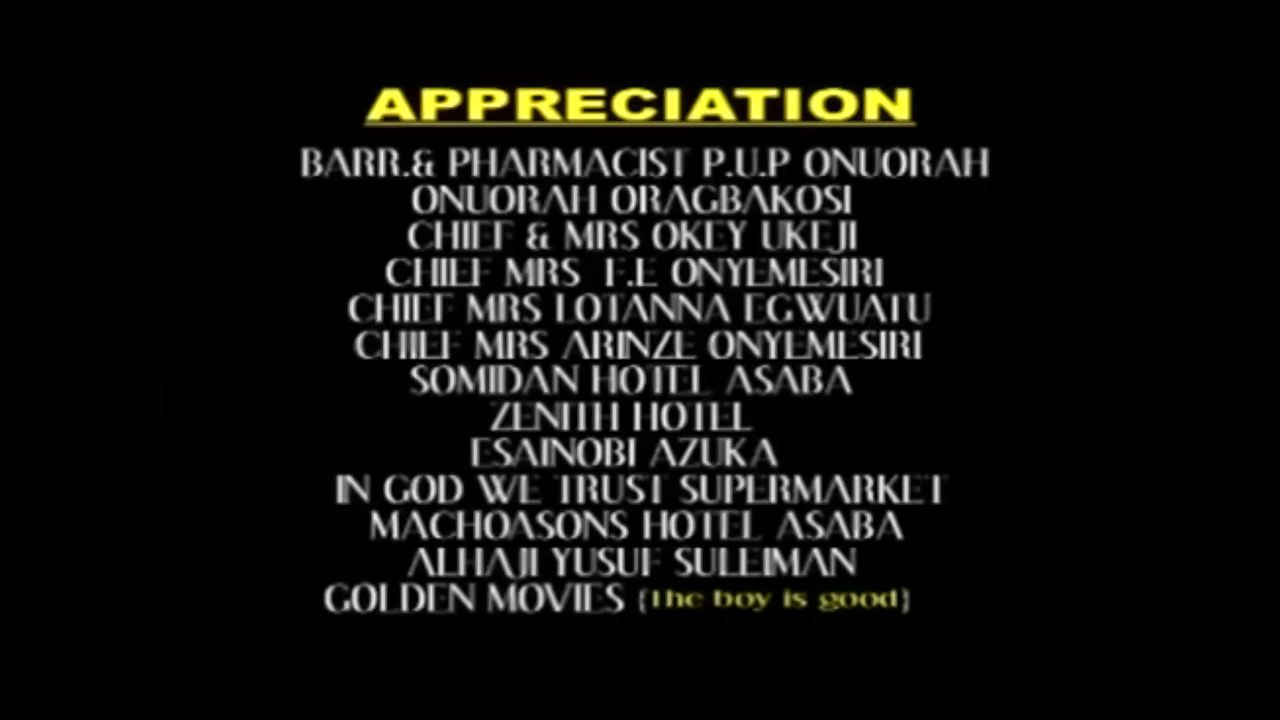 APPRECIATION
BARR.& PHARMACIST P.U.P ONUORAH
ONUORAH ORAGBAKOSI
CHIEF & MRS OKEY UKEJI
CHIEF MRS F.E ONYEMESIRI
CHIEF MRS LOTANNA EGWUATU
CHIEF MRS ARINZE ONYEMESIRI
SOMIDAN HOTEL ASABA
ZENITH HOTEL
ESAINOBI AZUKA
IN GOD WE TRUST SUPERMARKET
MACHOASONS HOTEL ASABA
ALHAJI YUSUF SULEIMAN
GOLDEN MOVIES {The boy is good}